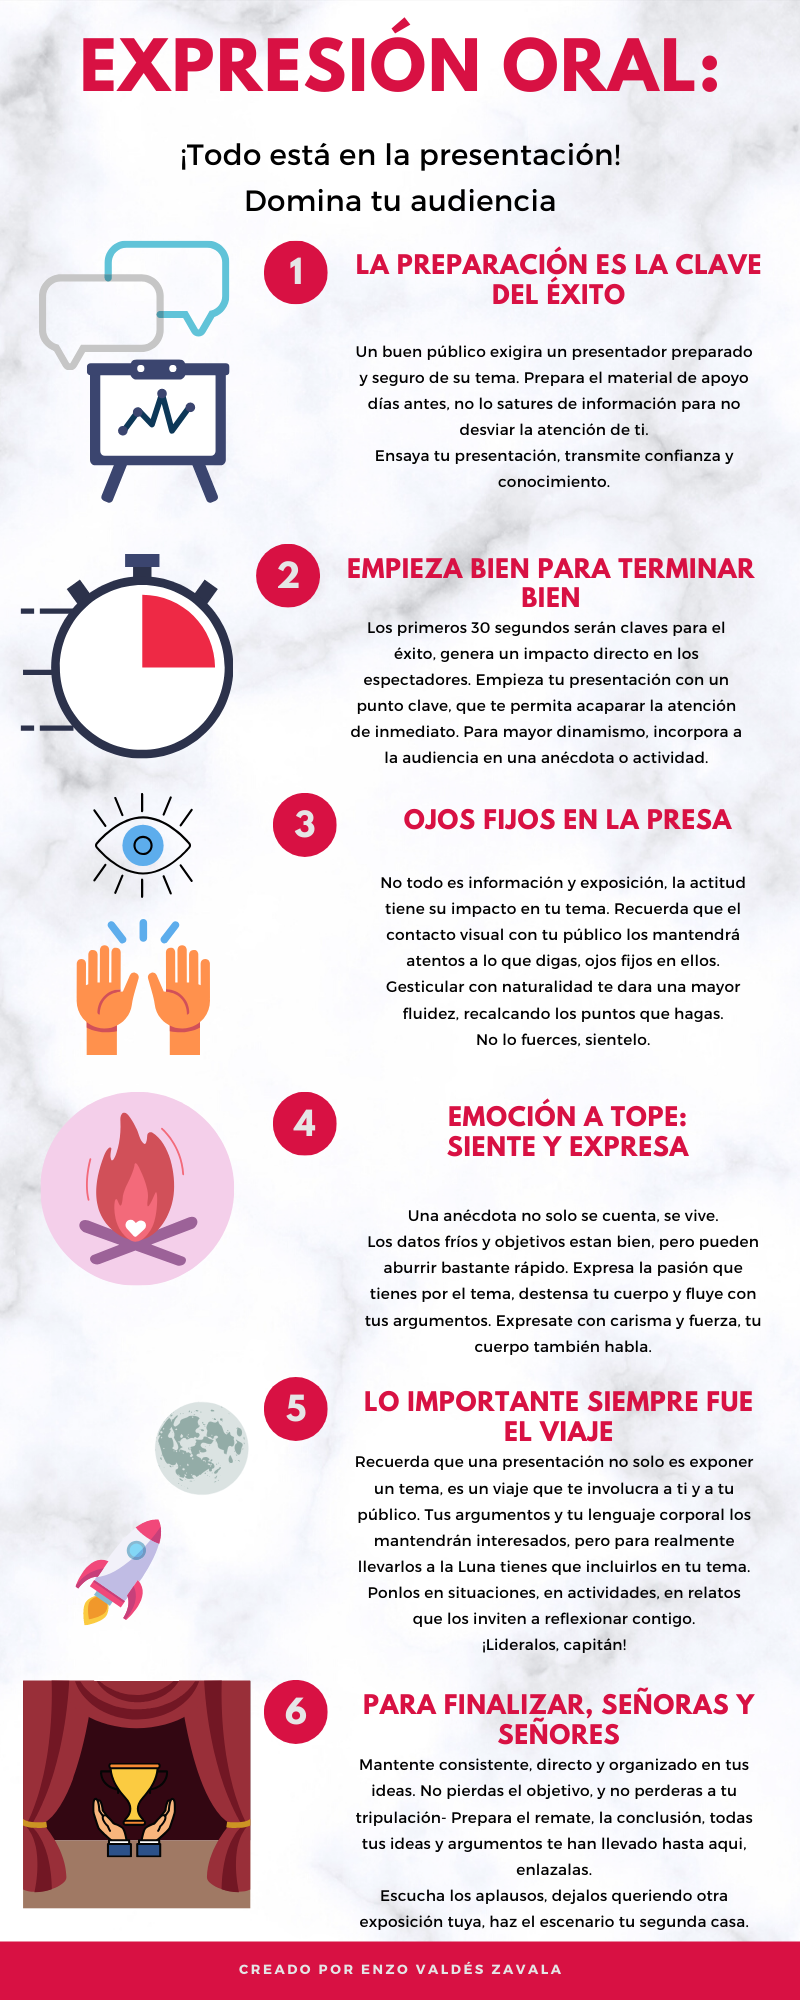 EXPRESIÓN ORAL:
¡Todo está en la presentación!
Domina tu audiencia
1
LA PREPARACIÓN ES LA CLAVE
DEL ÉXITO
Un buen público exigira un presentador preparado
y seguro de su tema. Prepara el material de apoyo
días antes, no lo satures de información para no
desviar la atención de ti.
Ensaya tu presentación, transmite confianza y
conocimiento.
2
EMPIEZA BIEN PARA TERMINAR
BIEN
Los primeros 30 segundos serán claves para el
éxito, genera un impacto directo en los
espectadores. Empieza tu presentación con un
punto clave, que te permita acaparar la atención
de inmediato. Para mayor dinamismo, incorpora a
la audiencia en una anécdota o actividad.
3
OJOS FIJOS EN LA PRESA
No todo es información y exposición, la actitud
tiene su impacto en tu tema. Recuerda que el
contacto visual con tu público los mantendrá
atentos a lo que digas, ojos fijos en ellos.
Gesticular con naturalidad te dara una mayor
fluidez, recalcando los puntos que hagas.
No lo fuerces, sientelo.
4
EMOCIÓN A TOPE:
SIENTE Y EXPRESA
Una anécdota no solo se cuenta, se vive.
Los datos fríos y objetivos estan bien, pero pueden
aburrir bastante rápido. Expresa la pasión que
tienes por el tema, destensa tu cuerpo y fluye con
tus argumentos. Expresate con carisma y fuerza, tu
cuerpo también habla.
5
LO IMPORTANTE SIEMPRE FUE
EL VIAJE
Recuerda que una presentación no solo es exponer
un tema, es un viaje que te involucra a ti y a tu
público. Tus argumentos y tu lenguaje corporal los
mantendrán interesados, pero para realmente
llevarlos a la Luna tienes que incluirlos en tu tema.
Ponlos en situaciones, en actividades, en relatos
que los inviten a reflexionar contigo.
¡Lideralos, capitán!
6
PARA FINALIZAR, SEÑORAS Y
SEÑORES
Mantente consistente, directo y organizado en tus
ideas. No pierdas el objetivo, y no perderas a tu
tripulación- Prepara el remate, la conclusión, todas
tus ideas y argumentos te han llevado hasta aqui,
enlazalas.
Escucha los aplausos, dejalos queriendo otra
exposición tuya, haz el escenario tu segunda casa.
CREADO POR ENZO VALDÉS ZAVALA